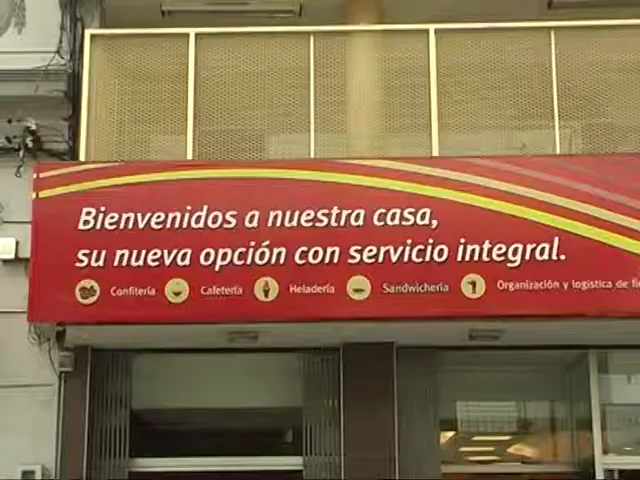 Bienvenidos a nuestra casa,
su nueva opción con servicio integral.
Confitería Cafetería Heladería Sandwichería Organización y logística de